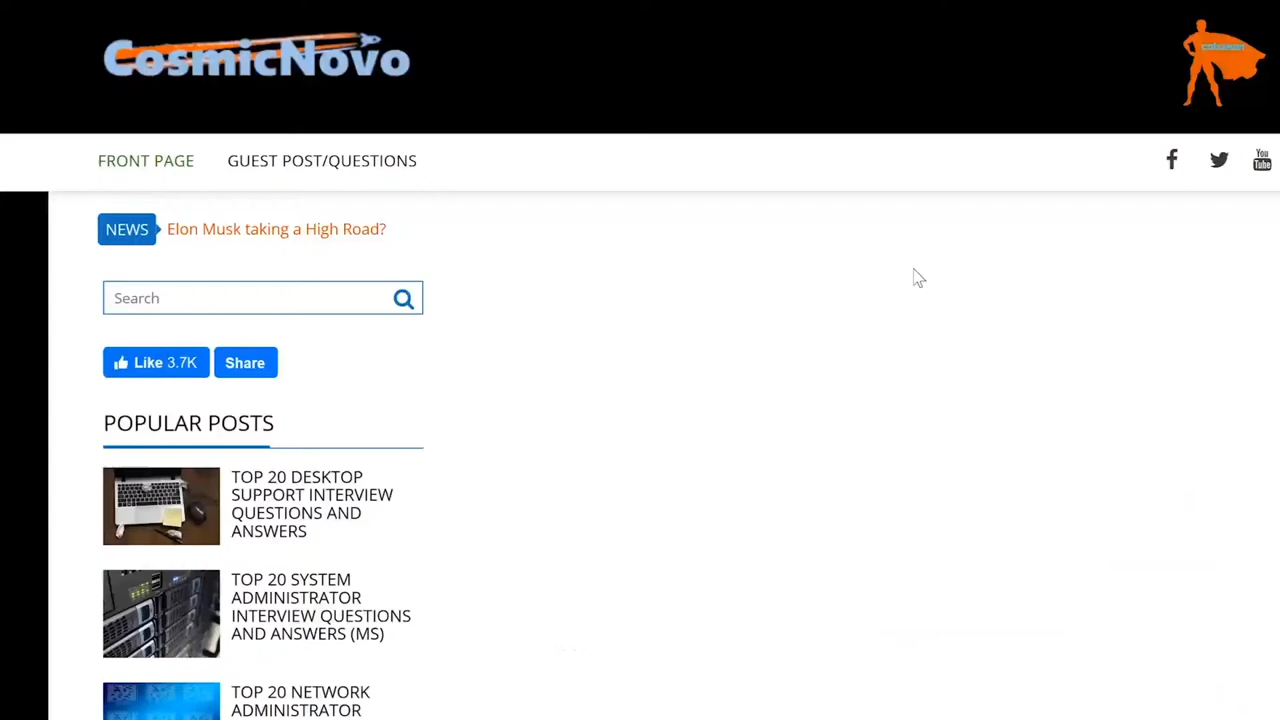 CosmicNovo
FRONT PAGE
GUEST POST/QUESTIONS
You
Tube
NEWS
Elon Musk taking a High Road?
Search
Like 3.7K
Share
POPULAR POSTS
TOP 20 DESKTOP
SUPPORT INTERVIEW
QUESTIONS AND
ANSWERS
TOP 20 SYSTEM
ADMINISTRATOR
INTERVIEW QUESTIONS
AND ANSWERS (MS)
TOP 20 NETWORK
ADMINISTRATOR